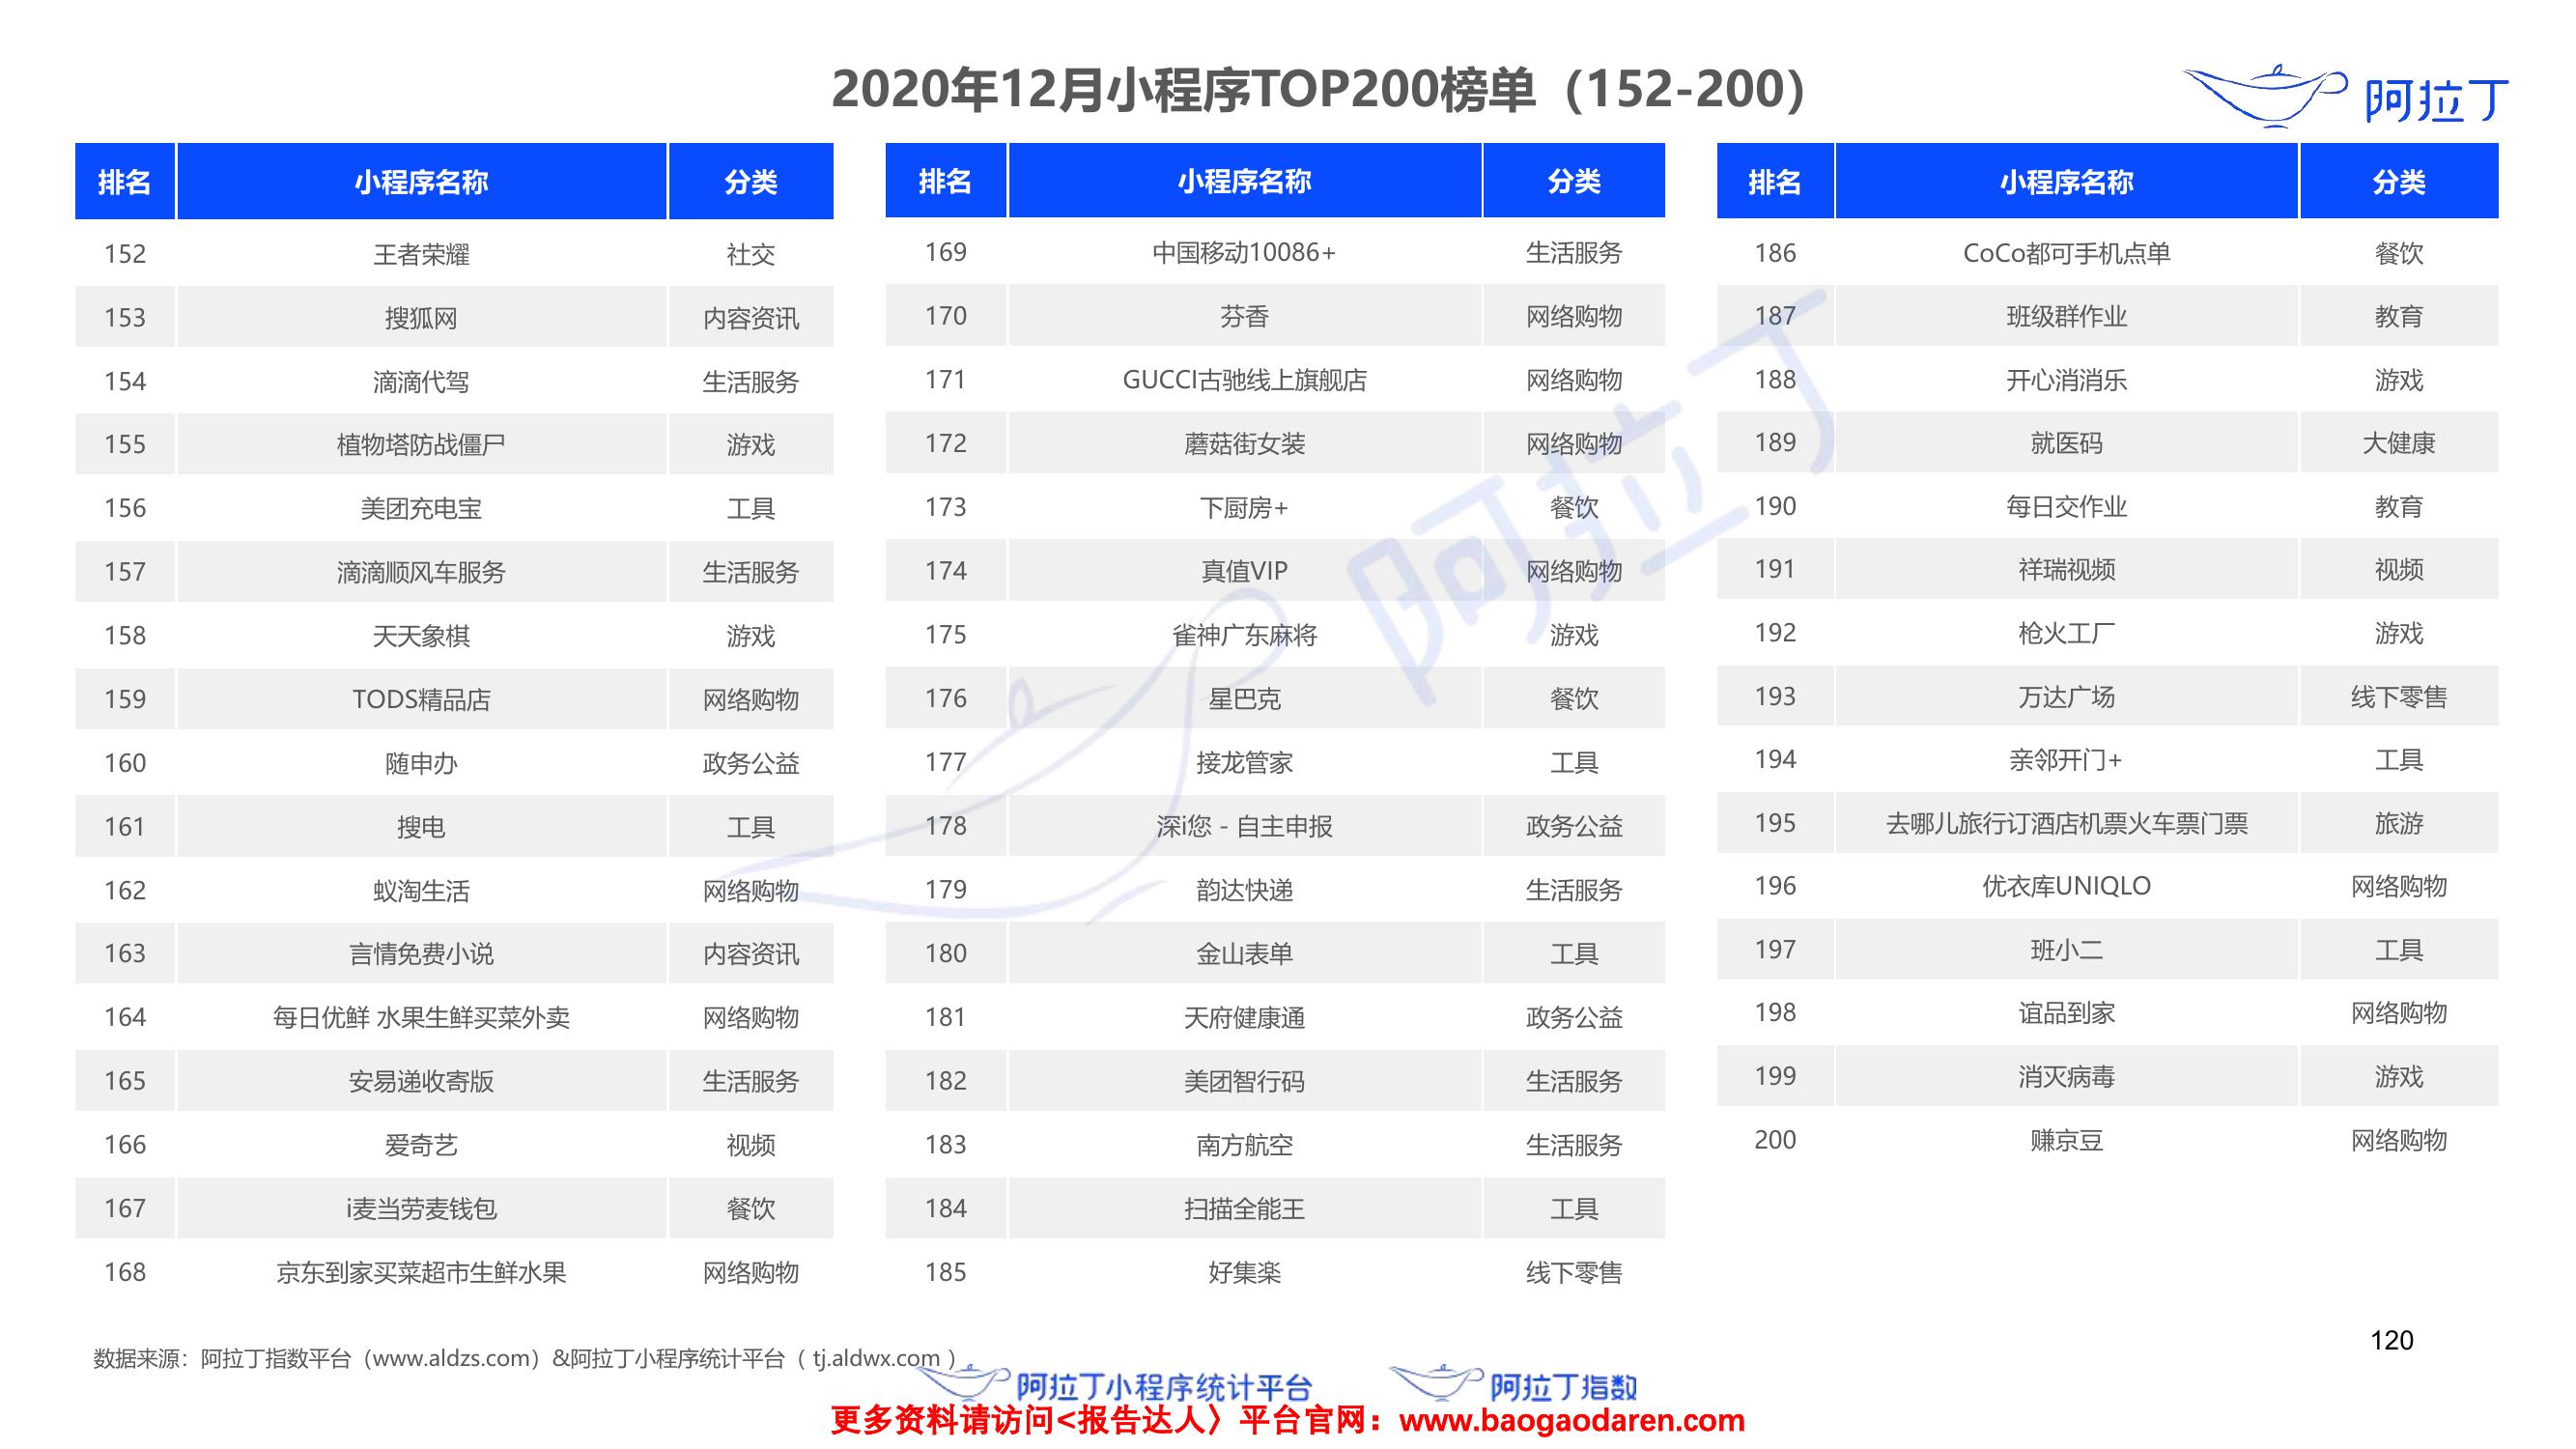 2020年12月小程序TOP200榜单（152-200）
阿拉丁
排名 小程序名称 分类
152 王者荣耀 社交
153 搜狐网 内容资讯
154 滴滴代驾 生活服务
155 植物塔防战僵尸 游戏
156 美团充电宝 工具
157 滴滴顺风车服务 生活服务
158 天天象棋 游戏
159 TODS精品店 网络购物
160 随申办 政务公益
161 搜电 工具
162 蚁淘生活 网络购物
163 言情免费小说 内容资讯
164 每日优鲜 水果生鲜买菜外卖 网络购物
165 安易递收寄版 生活服务
166 爱奇艺 视频
167 i麦当劳麦钱包 餐饮
168 京东到家买菜超市生鲜水果 网络购物
排名 小程序名称 分类
169 中国移动10086+ 生活服务
170 芬香 网络购物
171 GUCCI古驰线上旗舰店 网络购物
172 蘑菇街女装 网络购物
173 下厨房+ 餐饮
174 真值VIP 网络购物
175 雀神广东麻将 游戏
176 星巴克 餐饮
177 接龙管家 工具
178 深i您 - 自主申报 政务公益
179 韵达快递 生活服务
180 金山表单 工具
181 天府健康通 政务公益
182 美团智行码 生活服务
183 南方航空 生活服务
184 扫描全能王 工具
185 好集楽 线下零售
排名 小程序名称 分类
186 CoCo都可手机点单 餐饮
187 班级群作业 教育
188 开心消消乐 游戏
189 就医码 大健康
190 每日交作业 教育
191 祥瑞视频 视频
192 枪火工厂 游戏
193 万达广场 线下零售
194 亲邻开门+ 工具
195 去哪儿旅行订酒店机票火车票门票 旅游
196 优衣库UNIQLO 网络购物
197 班小二 工具
198 谊品到家 网络购物
199 消灭病毒 游戏
200 赚京豆 网络购物
阿拉丁
120
数据来源：阿拉丁指数平台（www.aldzs.com）&阿拉丁小程序统计平台（ tj.aldwx.com ）
阿拉丁小程序统计平台 阿拉丁指数
更多资料请访问<报告达人〉平台官网：www.baogaodaren.com